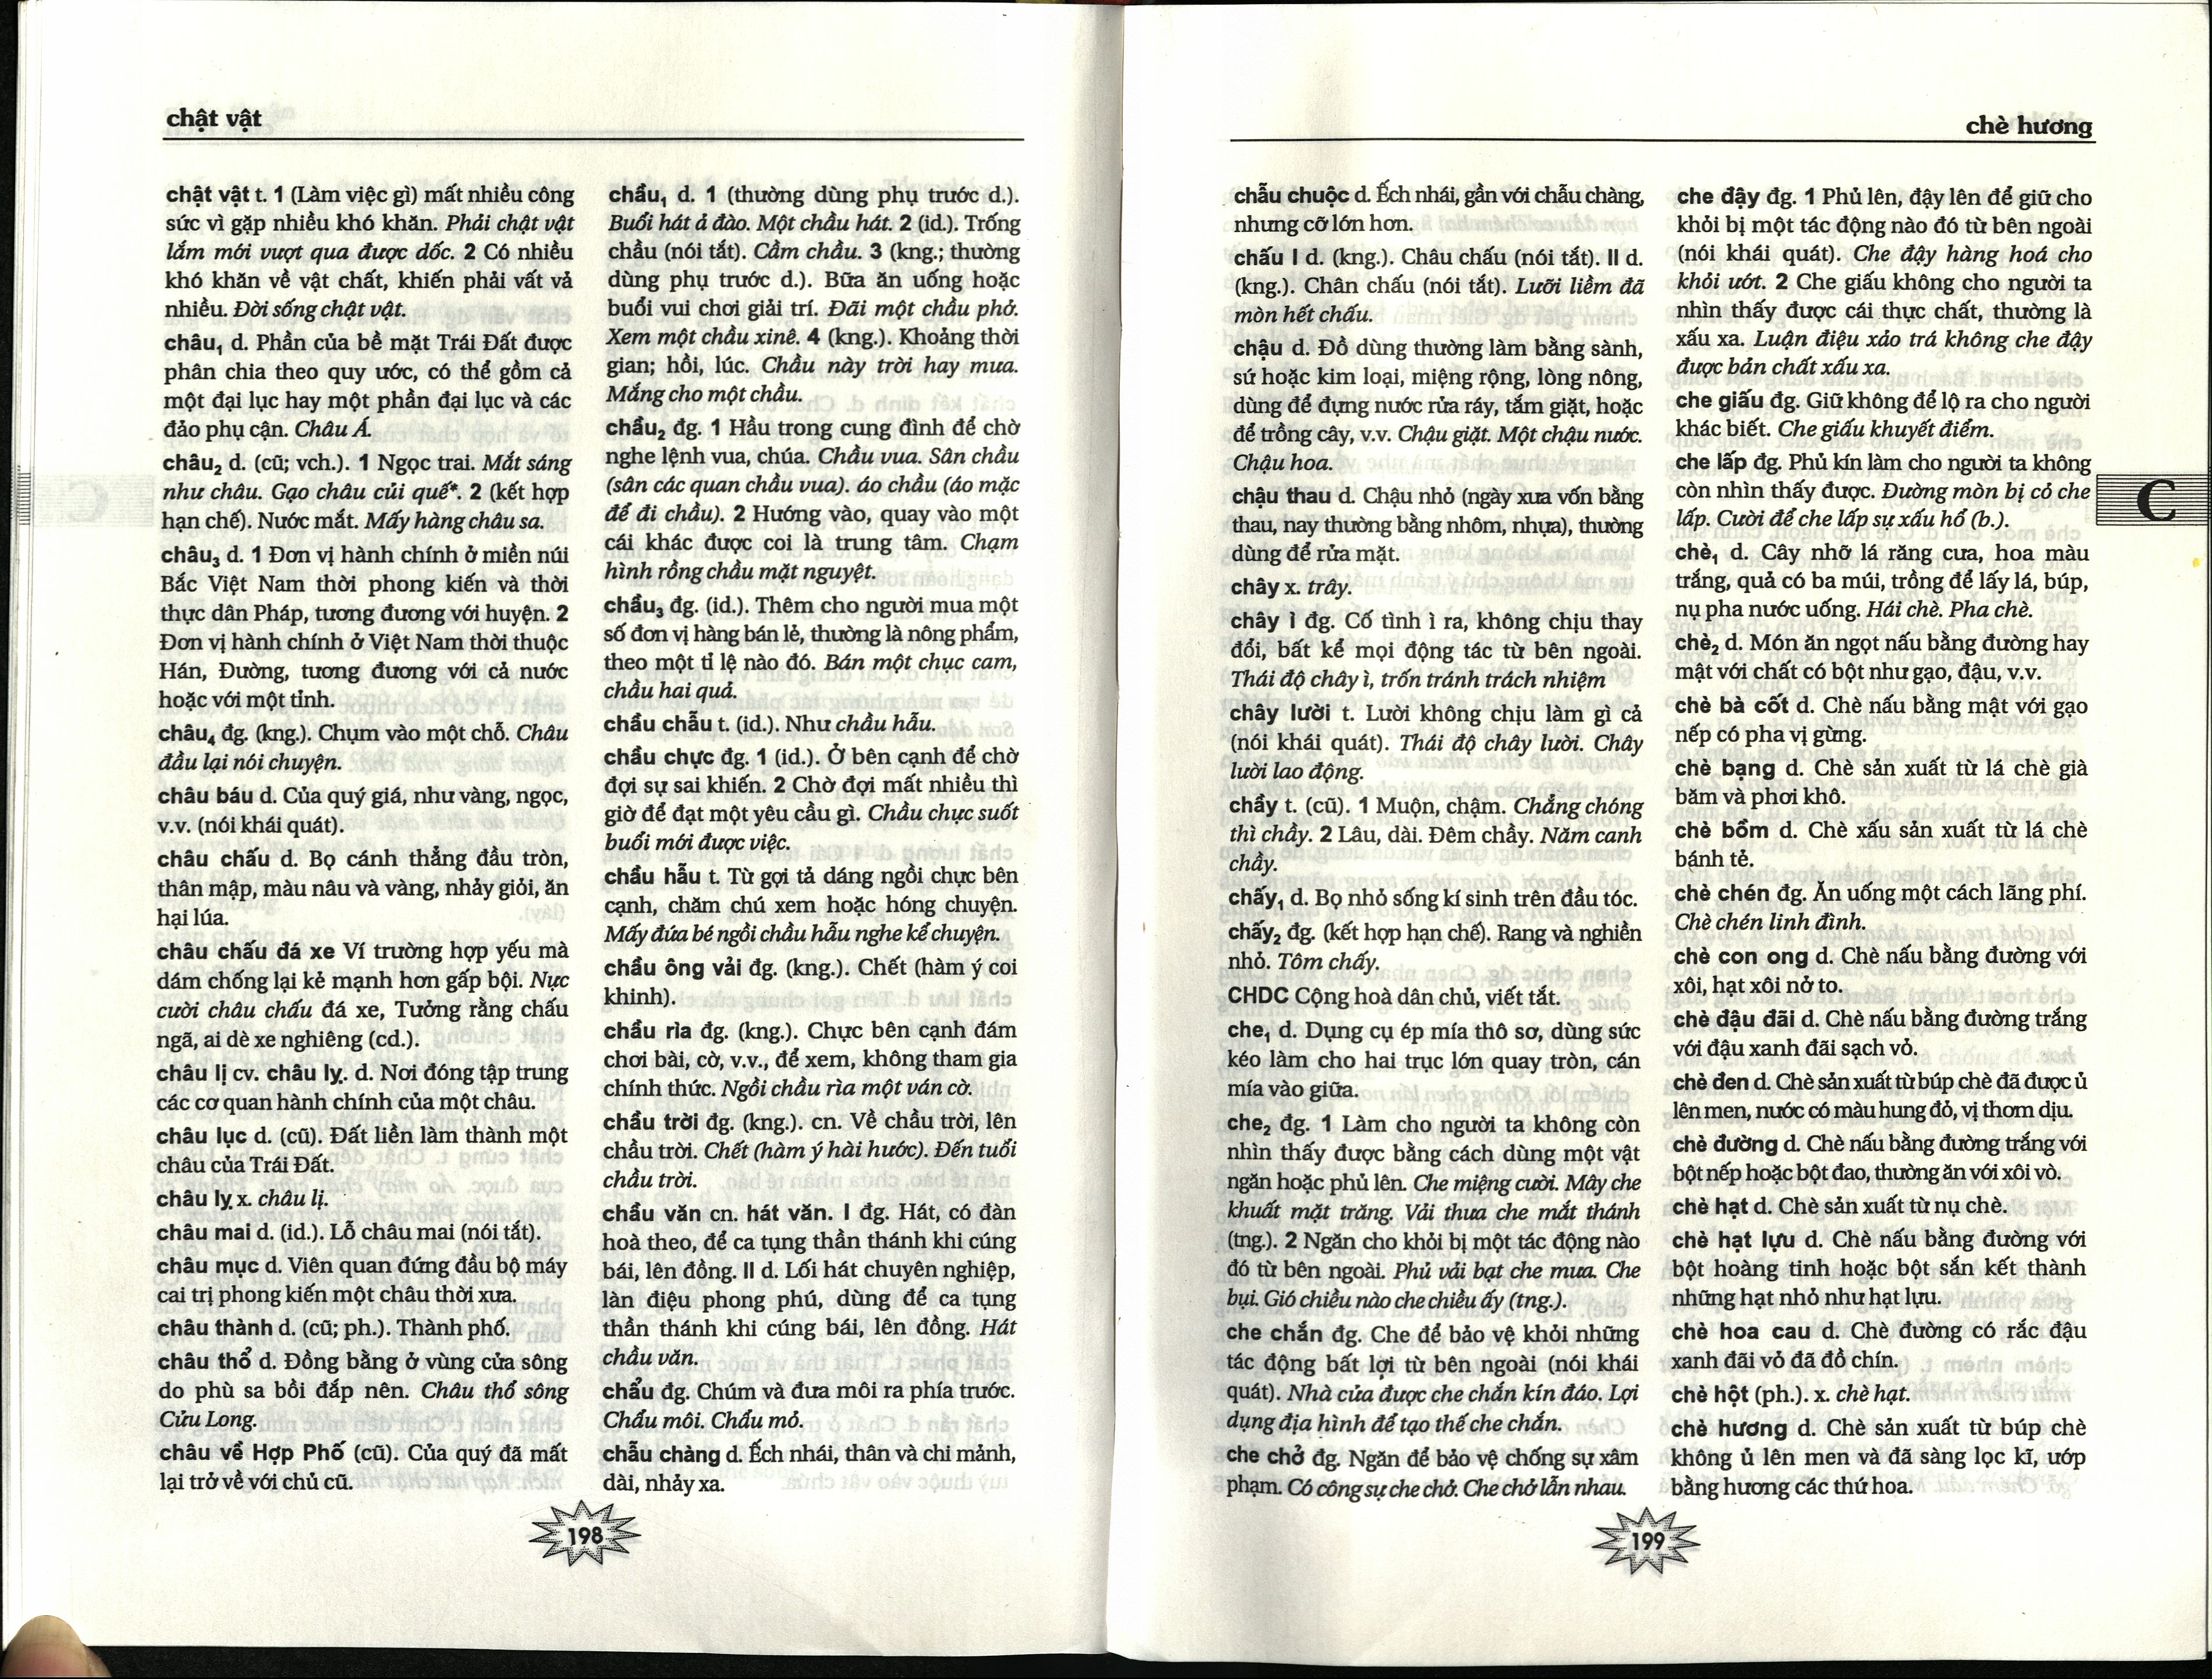 chật vật
chật vật t. 1 (Làm việc gì) mất nhiều công
sức vì gặp nhiều khó khăn. Phải chật vật
lắm mới vượt qua được dốc. 2 Có nhiều
khó khăn về vật chất, khiến phải vất vả
nhiều. Đời sống chật vật.
châu₁ d. Phần của bề mặt Trái Đất được
phân chia theo quy ước, có thể gồm cả
một đại lục hay một phần đại lục và các
đảo phụ cận. Châu Á.
châu₂ d. (cũ; vch.). 1 Ngọc trai. Mắt sáng
như châu. Gạo châu củi quế*. 2 (kết hợp
hạn chế). Nước mắt. Mấy hàng châu sa.
châu₃ d. 1 Đơn vị hành chính ở miền núi
Bắc Việt Nam thời phong kiến và thời
thực dân Pháp, tương đương với huyện. 2
Đơn vị hành chính ở Việt Nam thời thuộc
Hán, Đường, tương đương với cả nước
hoặc với một tỉnh.
châu₄ đg. (kng.). Chụm vào một chỗ. Châu
đầu lại nói chuyện.
châu báu d. Của quý giá, như vàng, ngọc,
v.v. (nói khái quát).
châu chấu d. Bọ cánh thẳng đầu tròn,
thân mập, màu nâu và vàng, nhảy giỏi, ăn
hại lúa.
châu chấu đá xe Ví trường hợp yếu mà
dám chống lại kẻ mạnh hơn gấp bội. Nực
cười châu chấu đá xe, Tưởng rằng chấu
ngã, ai dè xe nghiêng (cd.).
châu lị cv. châu lỵ. d. Nơi đóng tập trung
các cơ quan hành chính của một châu.
châu lục d. (cũ). Đất liền làm thành một
châu của Trái Đất.
châu lỵ x. châu lị.
châu mai d. (id.). Lỗ châu mai (nói tắt).
châu mục d. Viên quan đứng đầu bộ máy
cai trị phong kiến một châu thời xưa.
châu thành d. (cũ; ph.). Thành phố.
châu thổ d. Đồng bằng ở vùng cửa sông
do phù sa bồi đắp nên. Châu thổ sông
Cửu Long.
châu về Hợp Phố (cũ). Của quý đã mất
lại trở về với chủ cũ.
chầu₁ d. 1 (thường dùng phụ trước d.).
Buổi hát ả đào. Một chầu hát. 2 (id.). Trống
chầu (nói tắt). Cầm chầu. 3 (kng.; thường
dùng phụ trước d.). Bữa ăn uống hoặc
buổi vui chơi giải trí. Đãi một chầu phở.
Xem một chầu xinê. 4 (kng.). Khoảng thời
gian; hồi, lúc. Chầu này trời hay mưa.
Mắng cho một chầu.
chầu₂ đg. 1 Hầu trong cung đình để chờ
nghe lệnh vua, chúa. Chầu vua. Sân chầu
(sân các quan chầu vua). áo chầu (áo mặc
để đi chầu). 2 Hướng vào, quay vào một
cái khác được coi là trung tâm. Chạm
hình rồng chầu mặt nguyệt.
chầu₃ đg. (id.). Thêm cho người mua một
số đơn vị hàng bán lẻ, thường là nông phẩm,
theo một tỉ lệ nào đó. Bán một chục cam,
chầu hai quả.
chầu chẫu t. (id.). Như chầu hẫu.
chầu chực đg. 1 (id.). Ở bên cạnh để chờ
đợi sự sai khiến. 2 Chờ đợi mất nhiều thì
giờ để đạt một yêu cầu gì. Chầu chực suốt
buổi mới được việc.
chầu hẫu t. Từ gợi tả dáng ngồi chực bên
cạnh, chăm chú xem hoặc hóng chuyện.
Mấy đứa bé ngồi chầu hẫu nghe kể chuyện.
chầu ông vải đg. (kng.). Chết (hàm ý coi
khinh).
chầu rìa đg. (kng.). Chực bên cạnh đám
chơi bài, cờ, v.v., để xem, không tham gia
chính thức. Ngồi chầu rìa một ván cờ.
chầu trời đg. (kng.). cn. Về chầu trời, lên
chầu trời. Chết (hàm ý hài hước). Đến tuổi
chầu trời.
chầu văn cn. hát văn. I đg. Hát, có đàn
hoà theo, để ca tụng thần thánh khi cúng
bái, lên đồng. II d. Lối hát chuyên nghiệp,
làn điệu phong phú, dùng để ca tụng
thần thánh khi cúng bái, lên đồng. Hát
chầu văn.
chẩu đg. Chúm và đưa môi ra phía trước.
Chẩu môi. Chẩu mỏ.
chẫu chàng d. Ếch nhái, thân và chi mảnh,
dài, nhảy xa.
198
chè hương
chẫu chuộc d. Ếch nhái, gần với chẫu chàng,
nhưng cỡ lớn hơn.
chấu I d. (kng.). Châu chấu (nói tắt). II d.
(kng.). Chân chấu (nói tắt). Lưỡi liềm đã
mòn hết chấu.
chậu d. Đồ dùng thường làm bằng sành,
sứ hoặc kim loại, miệng rộng, lòng nông,
dùng để đựng nước rửa ráy, tắm giặt, hoặc
để trồng cây, v.v. Chậu giặt. Một chậu nước.
Chậu hoa.
chậu thau d. Chậu nhỏ (ngày xưa vốn bằng
thau, nay thường bằng nhôm, nhựa), thường
dùng để rửa mặt.
chây x. trây.
chây ì đg. Cố tình ì ra, không chịu thay
đổi, bất kể mọi động tác từ bên ngoài.
Thái độ chây ì, trốn tránh trách nhiệm
chây lười t. Lười không chịu làm gì cả
(nói khái quát). Thái độ chây lười. Chây
lười lao động.
chầy t. (cũ). 1 Muộn, chậm. Chẳng chóng
thì chầy. 2 Lâu, dài. Đêm chầy. Năm canh
chầy.
chấy₁ d. Bọ nhỏ sống kí sinh trên đầu tóc.
chấy₂ đg. (kết hợp hạn chế). Rang và nghiền
nhỏ. Tôm chấy.
CHDC Cộng hoà dân chủ, viết tắt.
che₁ d. Dụng cụ ép mía thô sơ, dùng sức
kéo làm cho hai trục lớn quay tròn, cán
mía vào giữa.
che₂ đg. 1 Làm cho người ta không còn
nhìn thấy được bằng cách dùng một vật
ngăn hoặc phủ lên. Che miệng cười. Mây che
khuất mặt trăng. Vải thưa che mắt thánh
(tng.). 2 Ngăn cho khỏi bị một tác động nào
đó từ bên ngoài. Phủ vải bạt che mưa. Che
bụi. Gió chiều nào che chiều ấy (tng.).
che chắn đg. Che để bảo vệ khỏi những
tác động bất lợi từ bên ngoài (nói khái
quát). Nhà cửa được che chắn kín đáo. Lợi
dụng địa hình để tạo thế che chắn.
che chở đg. Ngăn để bảo vệ chống sự xâm
phạm. Có công sự che chở. Che chở lẫn nhau.
che đậy đg. 1 Phủ lên, đậy lên để giữ cho
khỏi bị một tác động nào đó từ bên ngoài
(nói khái quát). Che đậy hàng hoá cho
khỏi ướt. 2 Che giấu không cho người ta
nhìn thấy được cái thực chất, thường là
xấu xa. Luận điệu xảo trá không che đậy
được bản chất xấu xa.
che giấu đg. Giữ không để lộ ra cho người
khác biết. Che giấu khuyết điểm.
che lấp đg. Phủ kín làm cho người ta không
còn nhìn thấy được. Đường mòn bị cỏ che
lấp. Cười để che lấp sự xấu hổ (b.).
chè₁ d. Cây nhỡ lá răng cưa, hoa màu
trắng, quả có ba múi, trồng để lấy lá, búp,
nụ pha nước uống. Hái chè. Pha chè.
chè₂ d. Món ăn ngọt nấu bằng đường hay
mật với chất có bột như gạo, đậu, v.v.
chè bà cốt d. Chè nấu bằng mật với gạo
nếp có pha vị gừng.
chè bạng d. Chè sản xuất từ lá chè già
băm và phơi khô.
chè bồm d. Chè xấu sản xuất từ lá chè
bánh tẻ.
chè chén đg. Ăn uống một cách lãng phí.
Chè chén linh đình.
chè con ong d. Chè nấu bằng đường với
xôi, hạt xôi nở to.
chè đậu đãi d. Chè nấu bằng đường trắng
với đậu xanh đãi sạch vỏ.
chè đen d. Chè sản xuất từ búp chè đã được ủ
lên men, nước có màu hung đỏ, vị thơm dịu.
chè đường d. Chè nấu bằng đường trắng với
bột nếp hoặc bột đao, thường ăn với xôi vò.
chè hạt d. Chè sản xuất từ nụ chè.
chè hạt lựu d. Chè nấu bằng đường với
bột hoàng tinh hoặc bột sắn kết thành
những hạt nhỏ như hạt lựu.
chè hoa cau d. Chè đường có rắc đậu
xanh đãi vỏ đã đồ chín.
chè hột (ph.). x. chè hạt.
chè hương d. Chè sản xuất từ búp chè
không ủ lên men và đã sàng lọc kĩ, ướp
bằng hương các thứ hoa.
C
199